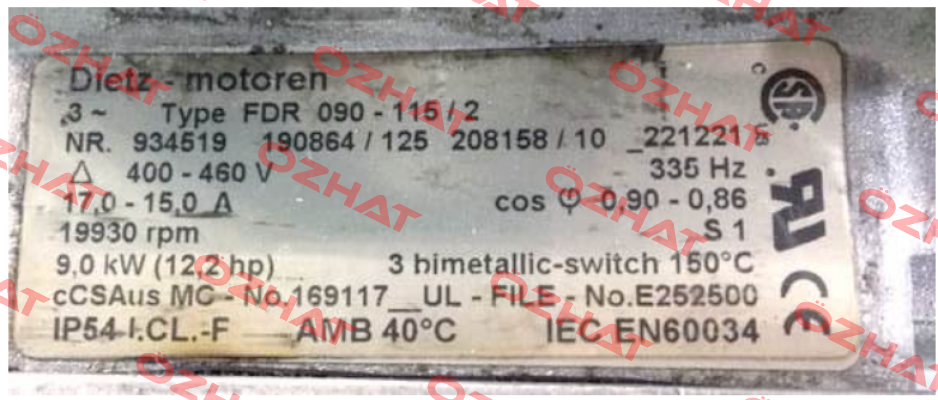 Dietz - motoren
3 ~ Type FDR 090 - 115 / 2
NR. 934519 190864 / 125 208158 / 10 _221221
△ 400 - 460 V 335 Hz
17,0 - 15,0 A cos φ 0,90 - 0,86
19930 rpm S 1
9,0 kW (12,2 hp) 3 bimetallic-switch 150°C
cCSAus MC - No.169117__UL - FILE - No.E252500
IP54 I.CL.-F AMB 40°C IEC EN60034
ÖZHAT